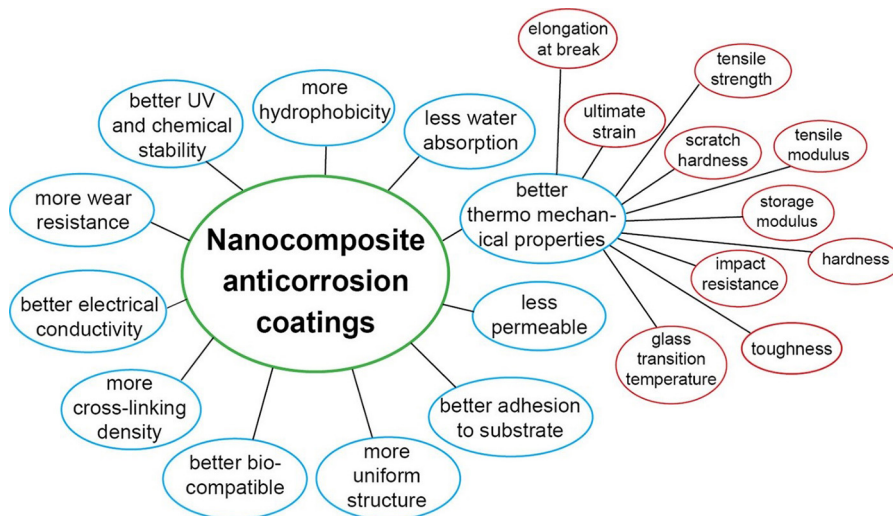 Nanocomposite
anticorrosion
coatings
more
hydrophobicity
less water
absorption
better
thermo mechan-
ical properties
less
permeable
better adhesion
to substrate
more
uniform
structure
better bio-
compatible
more
cross-linking
density
better electrical
conductivity
more wear
resistance
better UV
and chemical
stability
elongation
at break
ultimate
strain
tensile
strength
scratch
hardness
tensile
modulus
storage
modulus
hardness
impact
resistance
toughness
glass
transition
temperature